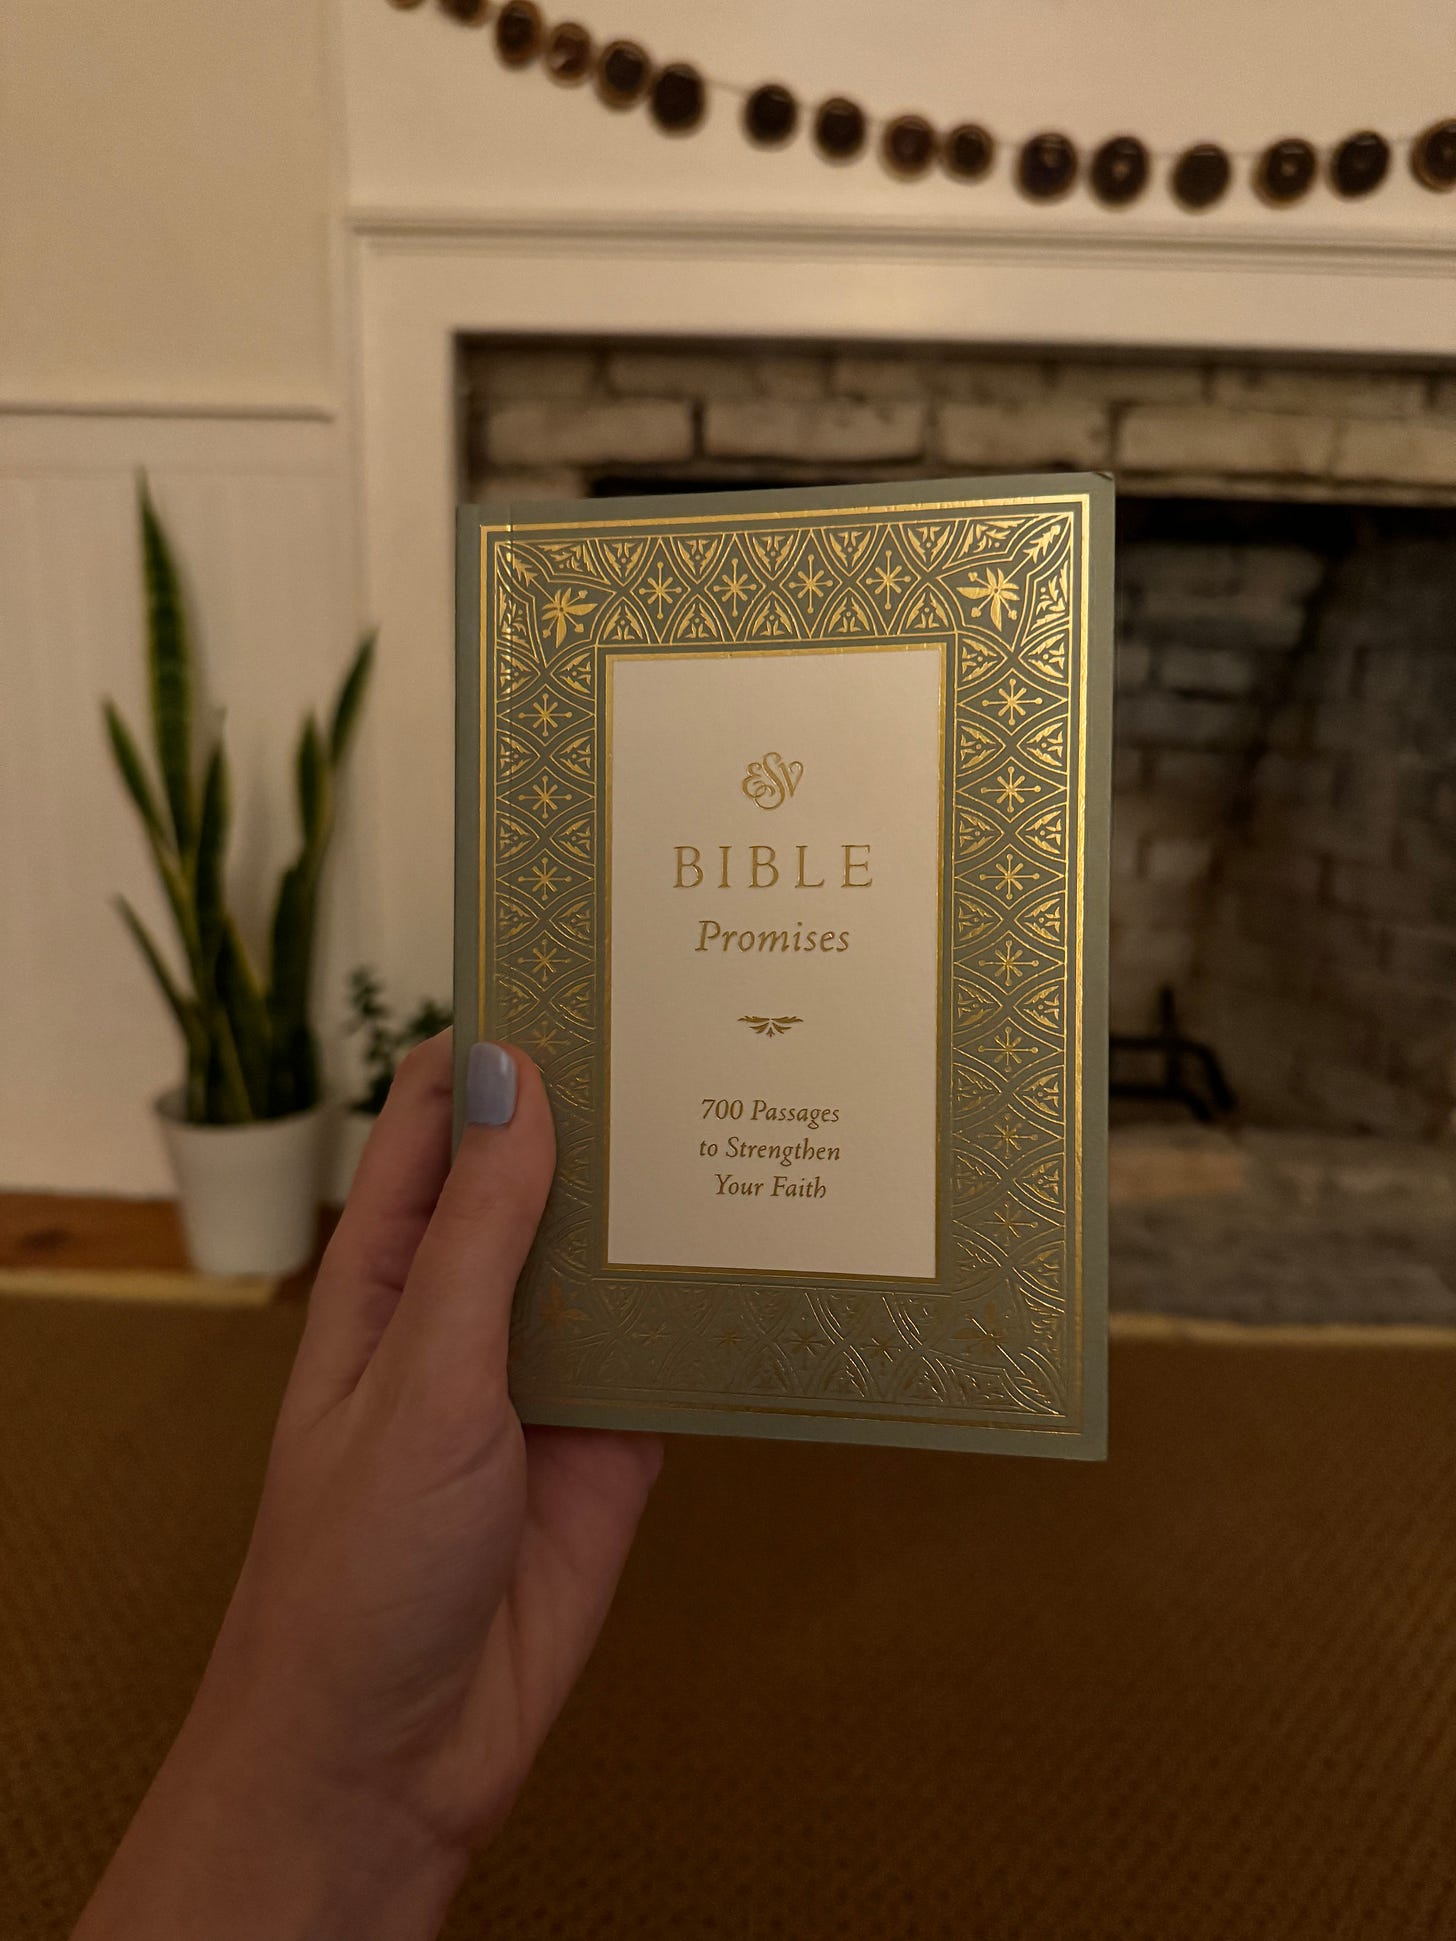 ESV
BIBLE
Promises
700 Passages
to Strengthen
Your Faith